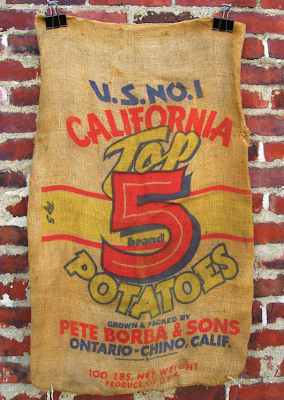 U.S. NO. 1
CALIFORNIA
Top
5
brand
POTATOES
GROWN & PACKED BY
PETE BORBA & SONS
ONTARIO - CHINO, CALIF.
100 LBS. NET WEIGHT
PRODUCE OF U.S.A.